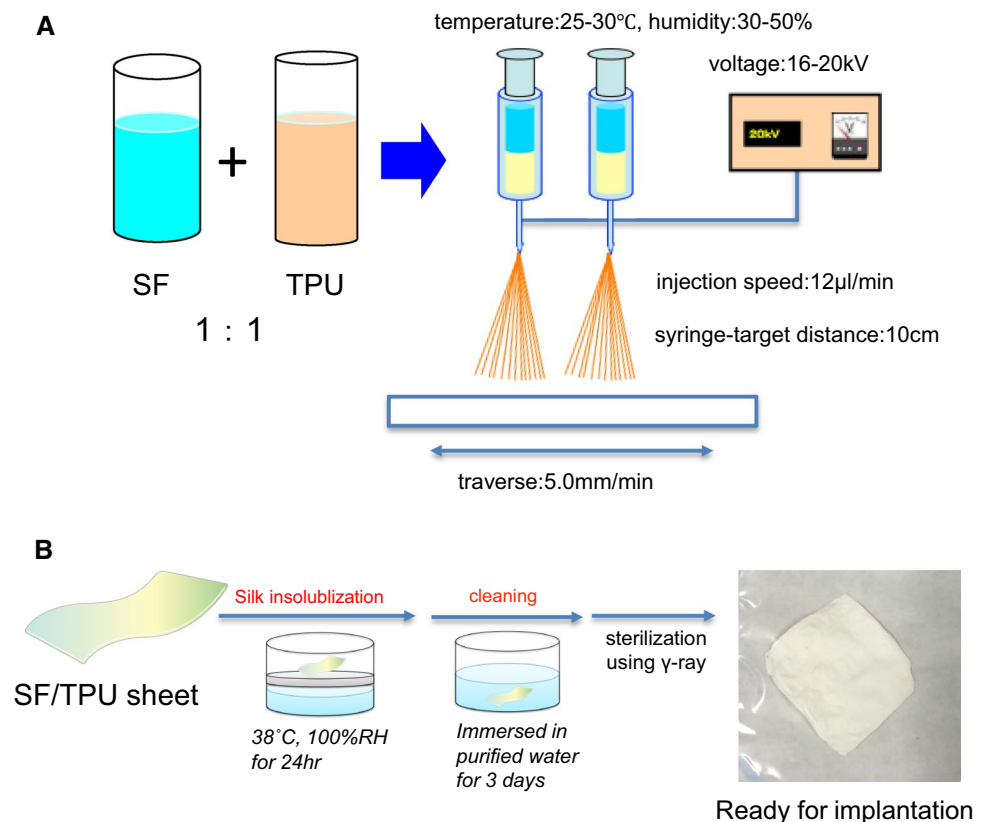 A
temperature:25-30℃, humidity:30-50%
voltage:16-20kV
20kV
V
+
SF
TPU
1 : 1
injection speed:12µl/min
syringe-target distance:10cm
traverse:5.0mm/min
B
Silk insolublization
cleaning
sterilization
using γ-ray
SF/TPU sheet
38˚C, 100%RH
for 24hr
Immersed in
purified water
for 3 days
Ready for implantation